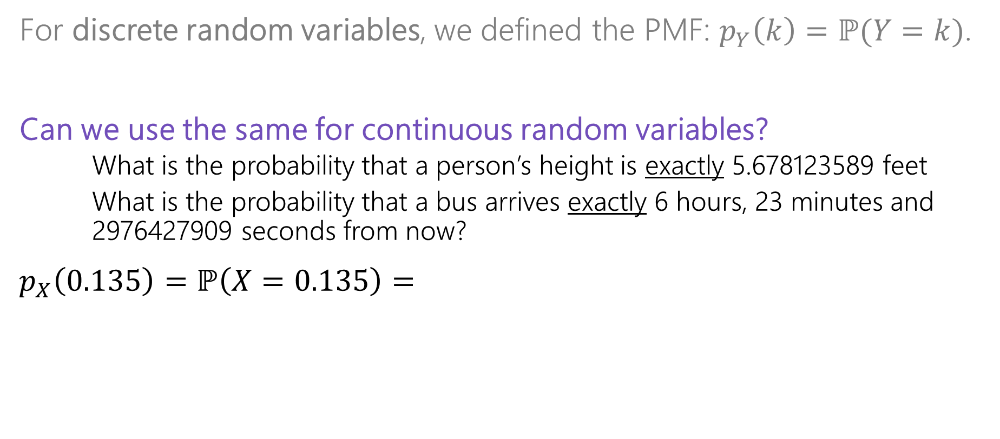 For discrete random variables, we defined the PMF: p_Y(k) = ℙ(Y = k).
Can we use the same for continuous random variables?
What is the probability that a person’s height is exactly 5.678123589 feet
What is the probability that a bus arrives exactly 6 hours, 23 minutes and
2976427909 seconds from now?
p_X(0.135) = ℙ(X = 0.135) =